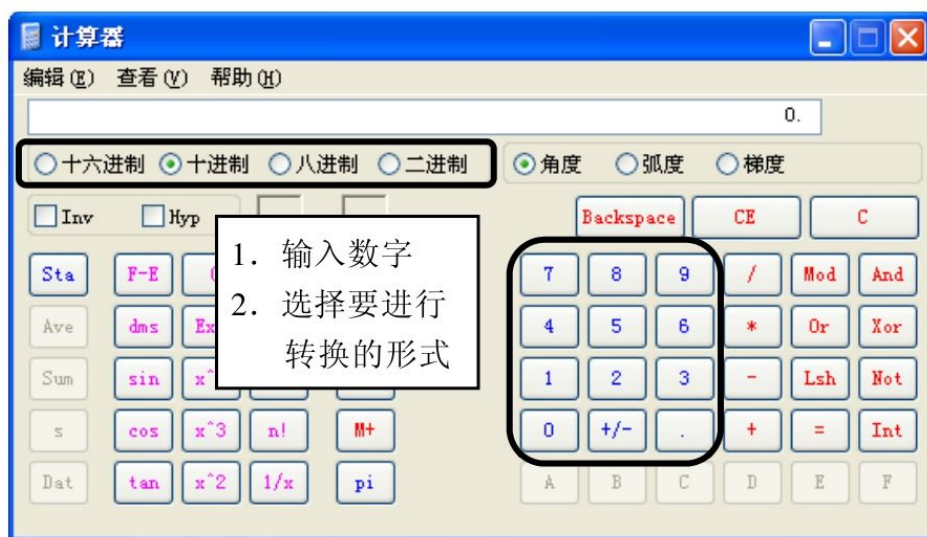 计算器
编辑(E) 查看(V) 帮助(H)
0.
十六进制 十进制 八进制 二进制 角度 弧度 梯度
Inv Hyp Backspace CE C
1. 输入数字
2. 选择要进行
转换的形式
Sta F-E 7 8 9 / Mod And
Ave dms 4 5 6 * Or Xor
Sum sin 1 2 3 - Lsh Not
s cos x^3 n! M+ 0 +/- . + = Int
Dat tan x^2 1/x pi A B C D E F